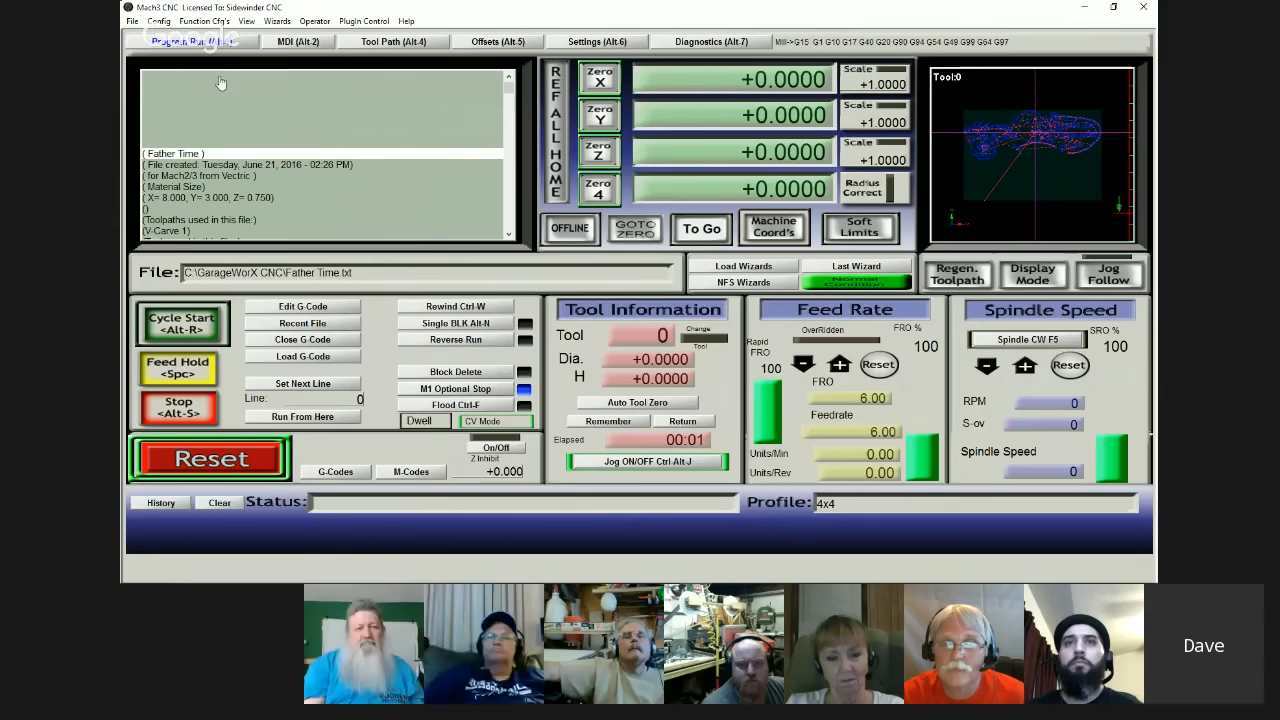 Mach3 CNC Licensed To: Sidewinder CNC
File Config Function Cfg's View Wizards Operator PlugIn Control Help
Google
Program Run (Alt-1) MDI (Alt-2) Tool Path (Alt-4) Offsets (Alt-5) Settings (Alt-6) Diagnostics (Alt-7) Mill->G15 G1 G10 G17 G40 G20 G90 G94 G54 G49 G99 G64 G97
( Father Time )
( File created: Tuesday, June 21, 2016 - 02:26 PM)
( for Mach2/3 from Vectric )
( Material Size)
( X= 8.000, Y= 3.000, Z= 0.750)
()
(Toolpaths used in this file:)
(V-Carve 1)
REF ALL HOME
Zero X +0.0000 Scale +1.0000
Zero Y +0.0000 Scale +1.0000
Zero Z +0.0000 Scale +1.0000
Zero 4 +0.0000 Radius Correct
OFFLINE GOTO ZERO To Go Machine Coord's Soft Limits
Tool:0
File: C:\GarageWorX CNC\Father Time.txt
Load Wizards Last Wizard
NFS Wizards Normal Condition
Regen. Toolpath Display Mode Jog Follow
Cycle Start <Alt-R>
Feed Hold <Spc>
Stop <Alt-S>
Reset
Edit G-Code
Recent File
Close G-Code
Load G-Code
Set Next Line
Line: 0
Run From Here
Rewind Ctrl-W
Single BLK Alt-N
Reverse Run
Block Delete
M1 Optional Stop
Flood Ctrl-F
Dwell CV Mode
G-Codes M-Codes
On/Off
Z Inhibit
+0.000
Tool Information
Tool 0 Change Tool
Dia. +0.0000
H +0.0000
Auto Tool Zero
Remember Return
Elapsed 00:01
Jog ON/OFF Ctrl-Alt-J
Feed Rate
OverRidden FRO %
100
Rapid FRO
100
Reset
FRO
6.00
Feedrate
6.00
Units/Min 0.00
Units/Rev 0.00
Spindle Speed
Spindle CW F5 SRO %
100
Reset
RPM 0
S-ov 0
Spindle Speed
0
History Clear Status: Profile: 4x4
Dave